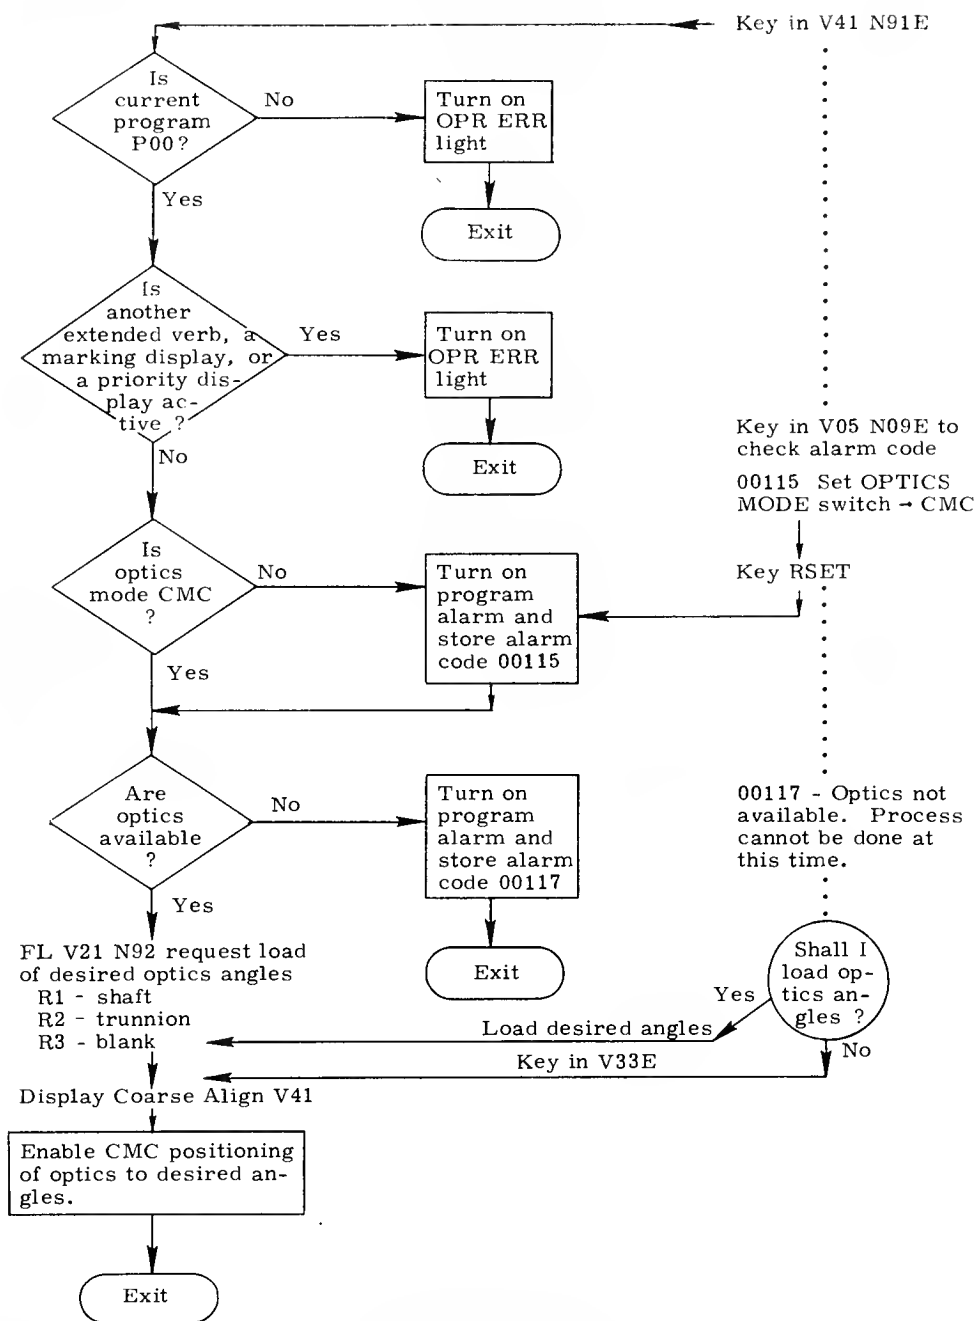 Key in V41 N91E
Is
current
program
P00?
No
Turn on
OPR ERR
light
Yes
Exit
Is
another
extended verb, a
marking display, or
a priority dis-
play ac-
tive ?
Yes
Turn on
OPR ERR
light
No
Exit
Key in V05 N09E to
check alarm code
00115 Set OPTICS
MODE switch → CMC
Is
optics
mode CMC
?
No
Turn on
program
alarm and
store alarm
code 00115
Key RSET
Yes
Are
optics
available
?
No
Turn on
program
alarm and
store alarm
code 00117
00117 - Optics not
available. Process
cannot be done at
this time.
Yes
FL V21 N92 request load
of desired optics angles
R1 - shaft
R2 - trunnion
R3 - blank
Exit
Shall I
load op-
tics an-
gles ?
Yes
Load desired angles
No
Key in V33E
Display Coarse Align V41
Enable CMC positioning
of optics to desired an-
gles.
Exit